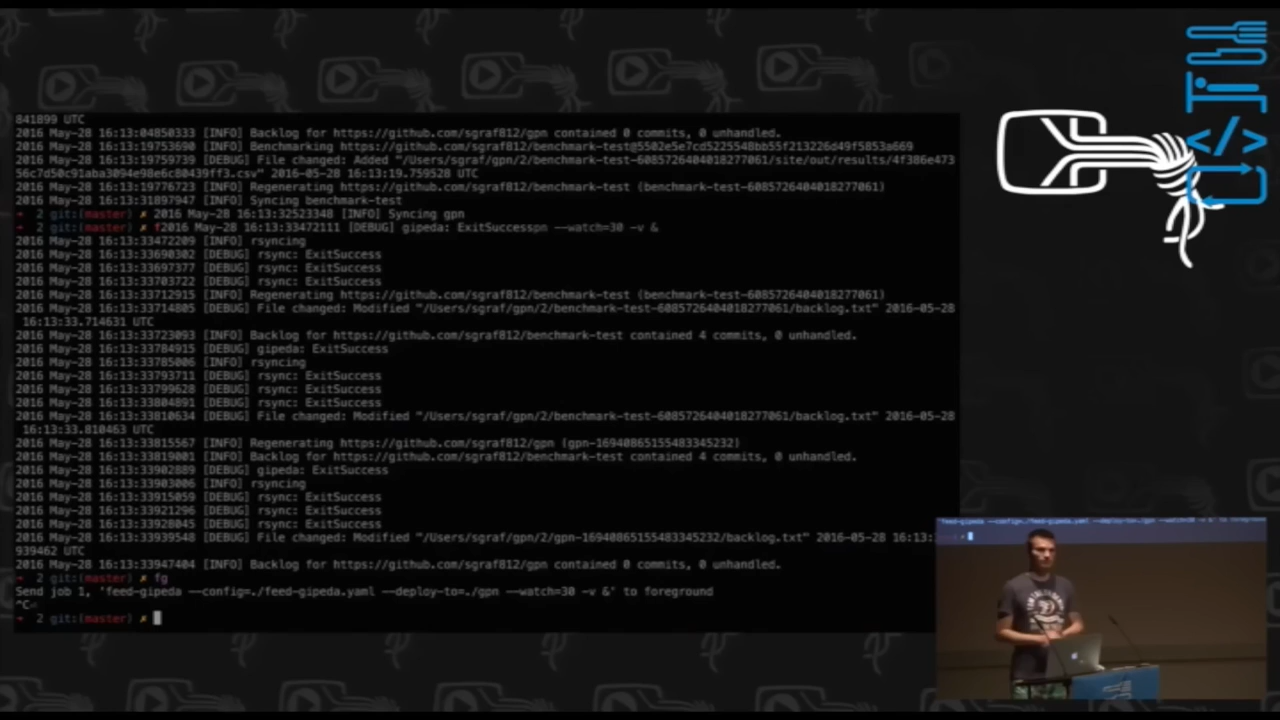 841899 UTC
2016 May-28 16:13:04850333 [INFO] Backlog for https://github.com/sgraf812/gpn contained 0 commits, 0 unhandled.
2016 May-28 16:13:19753690 [INFO] Benchmarking https://github.com/sgraf812/benchmark-test@5502e5e7cd5225548bb55f213226d49f5853a669
2016 May-28 16:13:19759739 [DEBUG] File changed: Added "/Users/sgraf/gpn/2/benchmark-test-6085726404018277061/site/out/results/4f386e473
56c7d50c91aba3094e98e6c80439ff3.csv" 2016-05-28 16:13:19.759528 UTC
2016 May-28 16:13:19776723 [INFO] Regenerating https://github.com/sgraf812/benchmark-test (benchmark-test-6085726404018277061)
2016 May-28 16:13:31897947 [INFO] Syncing benchmark-test
➜ 2 git:(master) ✗ 2016 May-28 16:13:32523348 [INFO] Syncing gpn
➜ 2 git:(master) ✗ f2016 May-28 16:13:33472111 [DEBUG] gipeda: ExitSuccesspn --watch=30 -v &
2016 May-28 16:13:33472209 [INFO] rsyncing
2016 May-28 16:13:33690302 [DEBUG] rsync: ExitSuccess
2016 May-28 16:13:33697377 [DEBUG] rsync: ExitSuccess
2016 May-28 16:13:33703722 [DEBUG] rsync: ExitSuccess
2016 May-28 16:13:33712915 [INFO] Regenerating https://github.com/sgraf812/benchmark-test (benchmark-test-6085726404018277061)
2016 May-28 16:13:33714805 [DEBUG] File changed: Modified "/Users/sgraf/gpn/2/benchmark-test-6085726404018277061/backlog.txt" 2016-05-28
16:13:33.714631 UTC
2016 May-28 16:13:33723093 [INFO] Backlog for https://github.com/sgraf812/benchmark-test contained 4 commits, 0 unhandled.
2016 May-28 16:13:33784915 [DEBUG] gipeda: ExitSuccess
2016 May-28 16:13:33785006 [INFO] rsyncing
2016 May-28 16:13:33793711 [DEBUG] rsync: ExitSuccess
2016 May-28 16:13:33799628 [DEBUG] rsync: ExitSuccess
2016 May-28 16:13:33804891 [DEBUG] rsync: ExitSuccess
2016 May-28 16:13:33810634 [DEBUG] File changed: Modified "/Users/sgraf/gpn/2/benchmark-test-6085726404018277061/backlog.txt" 2016-05-28
16:13:33.810463 UTC
2016 May-28 16:13:33815567 [INFO] Regenerating https://github.com/sgraf812/gpn (gpn-16940865155483345232)
2016 May-28 16:13:33819001 [INFO] Backlog for https://github.com/sgraf812/benchmark-test contained 4 commits, 0 unhandled.
2016 May-28 16:13:33902889 [DEBUG] gipeda: ExitSuccess
2016 May-28 16:13:33903006 [INFO] rsyncing
2016 May-28 16:13:33915059 [DEBUG] rsync: ExitSuccess
2016 May-28 16:13:33921296 [DEBUG] rsync: ExitSuccess
2016 May-28 16:13:33928045 [DEBUG] rsync: ExitSuccess
2016 May-28 16:13:33939548 [DEBUG] File changed: Modified "/Users/sgraf/gpn/2/gpn-16940865155483345232/backlog.txt" 2016-05-28 16:13:
939462 UTC
2016 May-28 16:13:33947404 [INFO] Backlog for https://github.com/sgraf812/gpn contained 0 commits, 0 unhandled.
➜ 2 git:(master) ✗ fg
Send job 1, 'feed-gipeda --config=./feed-gipeda.yaml --deploy-to=./gpn --watch=30 -v &' to foreground
^C
➜ 2 git:(master) ✗
'feed-gipeda --config=./feed-gipeda.yaml --deploy-to=./gpn --watch=30 -v &' to foreground